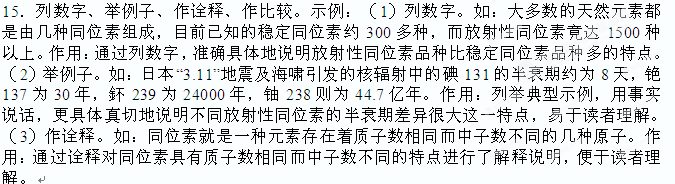 15．列数字、举例子、作诠释、作比较。示例：（1）列数字。如：大多数的天然元素都
是由几种同位素组成，目前己知的稳定同位素约 300 多种，而放射性同位素竟达 1500 种
以上。作用：通过列数字，准确具体地说明放射性同位素品种比稳定同位素品种多的特点。
（2）举例子。如：日本“3.11”地震及海啸引发的核辐射中的碘 131 的半衰期约为 8 天，铯
137 为 30 年，钚 239 为 24000 年，铀 238 则为 44.7 亿年。作用：列举典型示例，用事实
说话，更具体真切地说明不同放射性同位素的半衰期差异很大这一特点，易于读者理解。
（3）作诠释。如：同位素就是一种元素存在着质子数相同而中子数不同的几种原子。作
用：通过诠释对同位素具有质子数相同而中子数不同的特点进行了解释说明，便于读者理
解。